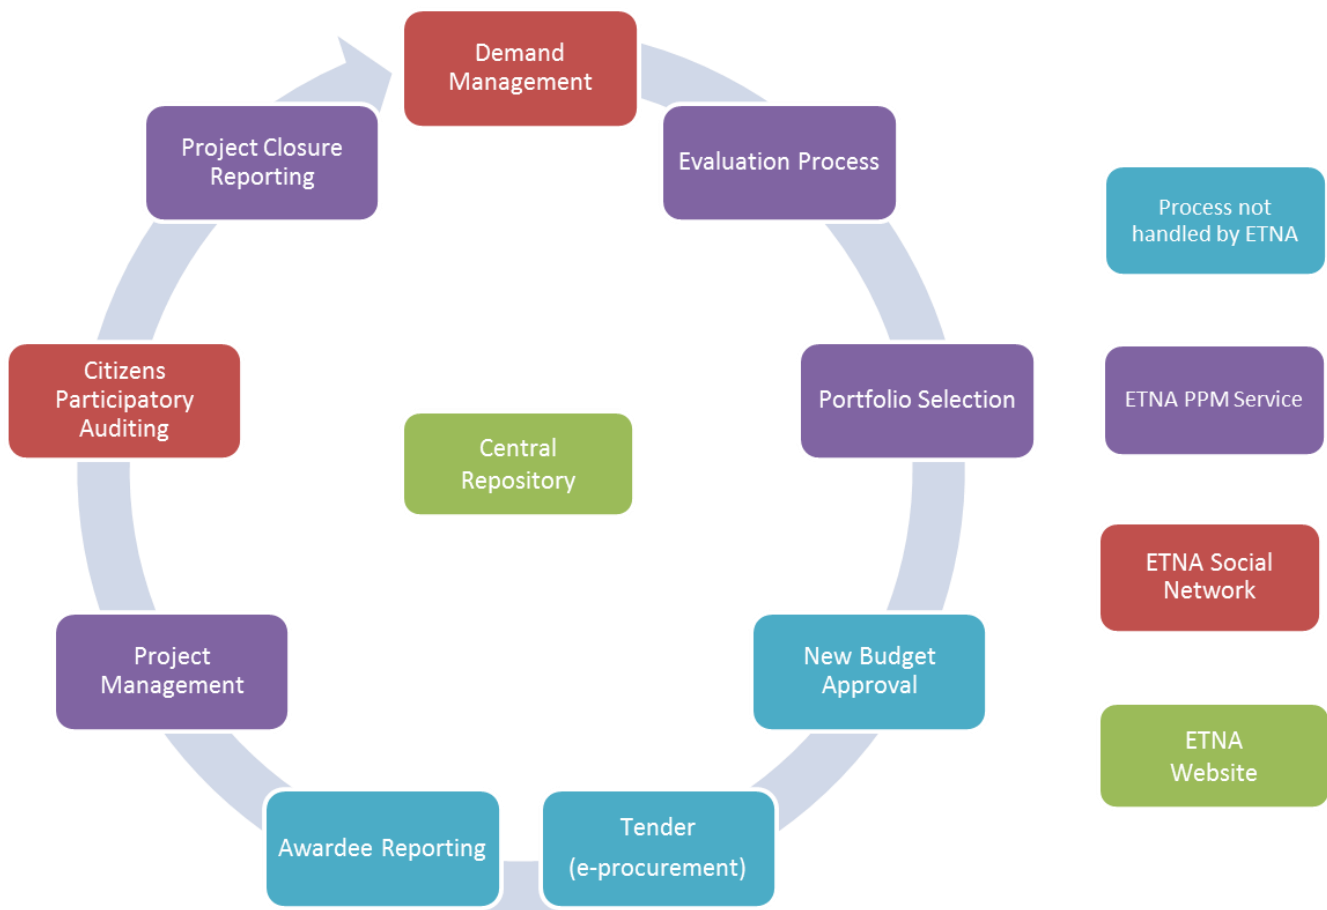 Demand
Management
Evaluation Process
Portfolio Selection
New Budget
Approval
Tender
(e-procurement)
Awardee Reporting
Project
Management
Citizens
Participatory
Auditing
Project Closure
Reporting
Central
Repository
Process not
handled by ETNA
ETNA PPM Service
ETNA Social
Network
ETNA
Website